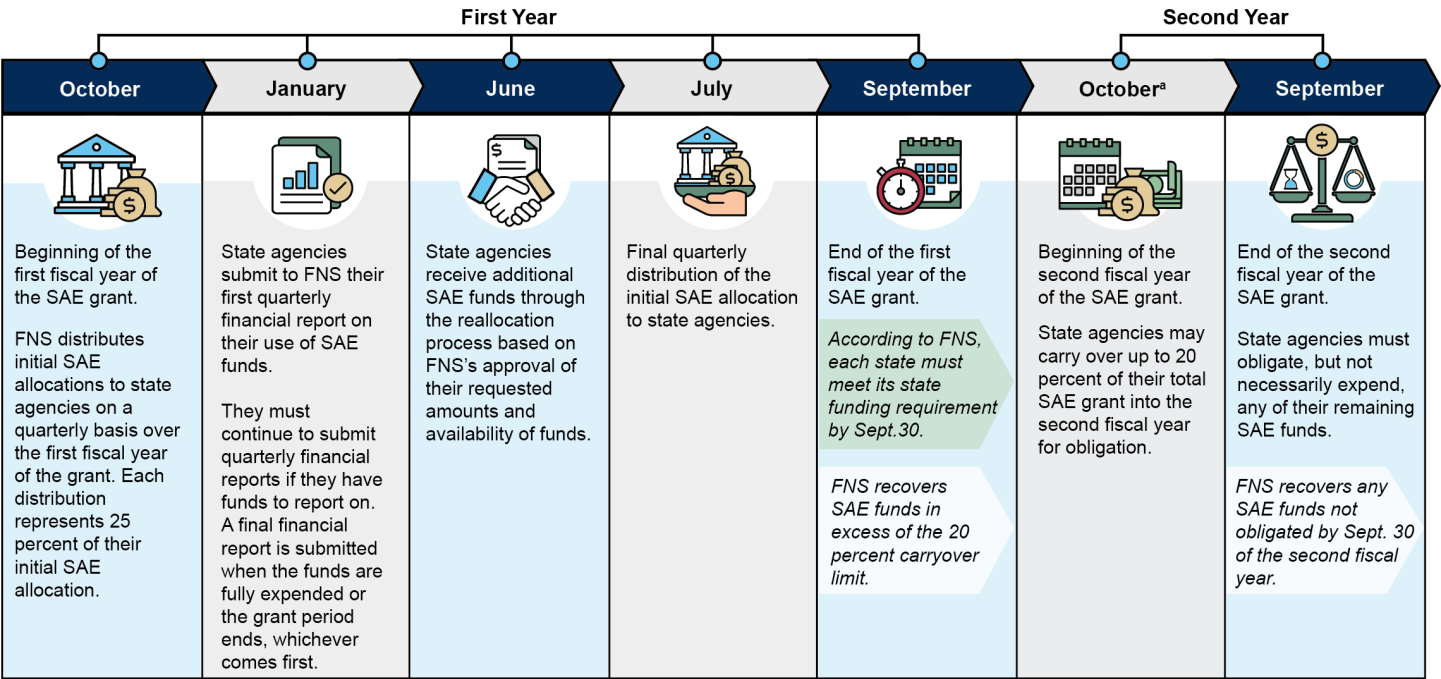 First Year
Second Year
October
January
June
July
September
Octoberᵃ
September
$
Beginning of the
first fiscal year of
the SAE grant.
FNS distributes
initial SAE
allocations to state
agencies on a
quarterly basis over
the first fiscal year
of the grant. Each
distribution
represents 25
percent of their
initial SAE
allocation.
State agencies
submit to FNS their
first quarterly
financial report on
their use of SAE
funds.
They must
continue to submit
quarterly financial
reports if they have
funds to report on.
A final financial
report is submitted
when the funds are
fully expended or
the grant period
ends, whichever
comes first.
$
State agencies
receive additional
SAE funds through
the reallocation
process based on
FNS’s approval of
their requested
amounts and
availability of funds.
$
Final quarterly
distribution of the
initial SAE allocation
to state agencies.
End of the first
fiscal year of the
SAE grant.
According to FNS,
each state must
meet its state
funding requirement
by Sept.30.
FNS recovers
SAE funds in
excess of the 20
percent carryover
limit.
$
Beginning of the
second fiscal year
of the SAE grant.
State agencies may
carry over up to 20
percent of their total
SAE grant into the
second fiscal year
for obligation.
$
End of the second
fiscal year of the
SAE grant.
State agencies must
obligate, but not
necessarily expend,
any of their remaining
SAE funds.
FNS recovers any
SAE funds not
obligated by Sept. 30
of the second fiscal
year.